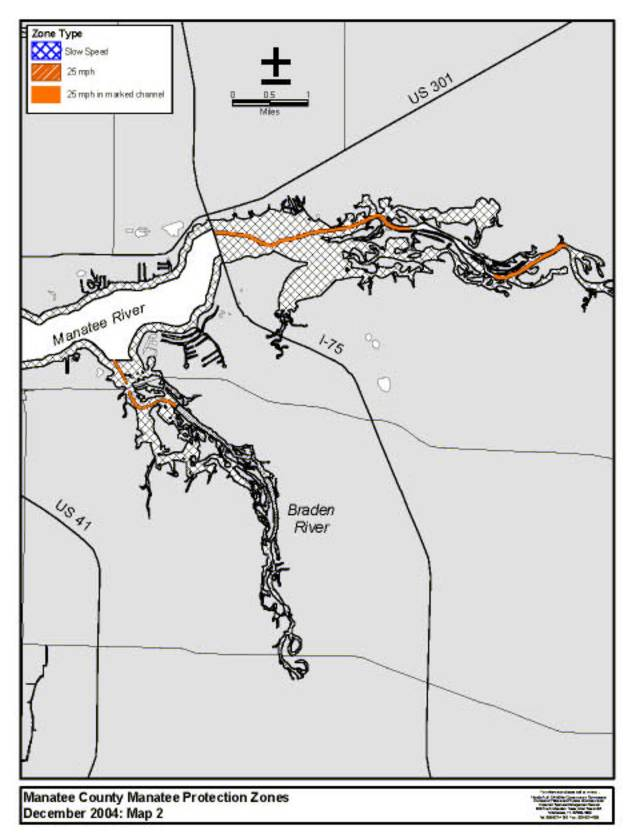 Zone Type
Slow Speed
25 mph
25 mph in marked channel
0 0.5 1
Miles
US 301
Manatee River
I-75
US 41
Braden
River
Manatee County Manatee Protection Zones
December 2004: Map 2